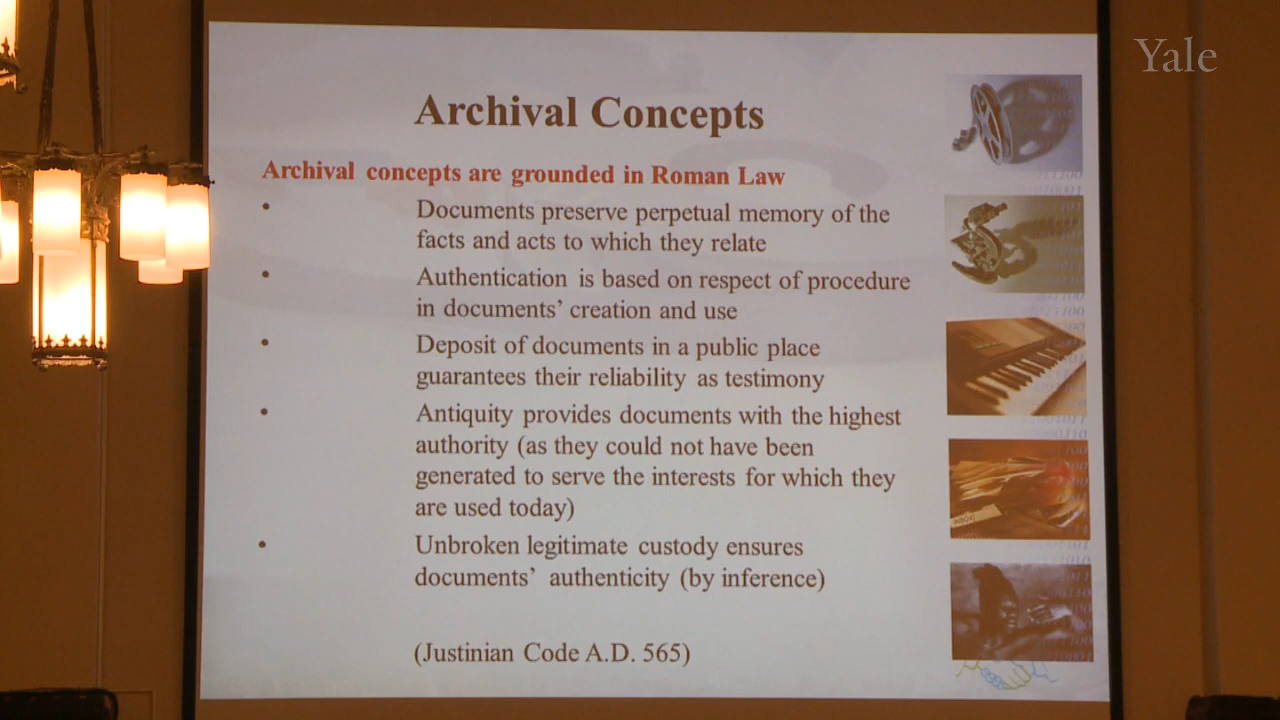 Yale
Archival Concepts
Archival concepts are grounded in Roman Law
• Documents preserve perpetual memory of the
facts and acts to which they relate
• Authentication is based on respect of procedure
in documents' creation and use
• Deposit of documents in a public place
guarantees their reliability as testimony
• Antiquity provides documents with the highest
authority (as they could not have been
generated to serve the interests for which they
are used today)
• Unbroken legitimate custody ensures
documents' authenticity (by inference)
(Justinian Code A.D. 565)